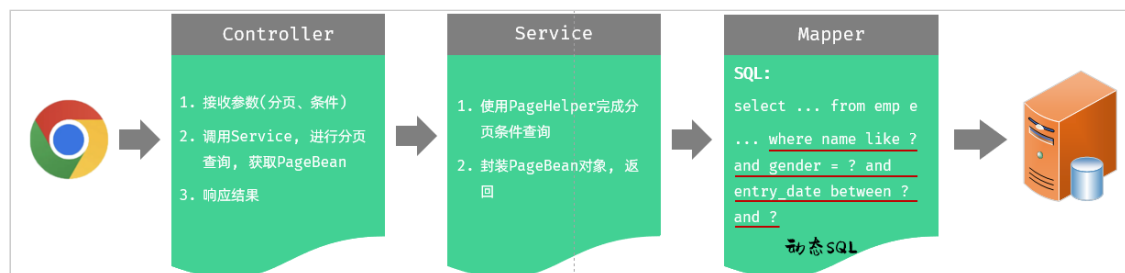 Controller
1. 接收参数(分页、条件)
2. 调用Service, 进行分页
查询, 获取PageBean
3. 响应结果
Service
1. 使用PageHelper完成分
页条件查询
2. 封装PageBean对象, 返
回
Mapper
SQL:
select ... from emp e
... where name like ?
and gender = ? and
entry_date between ?
and ?
动态SQL